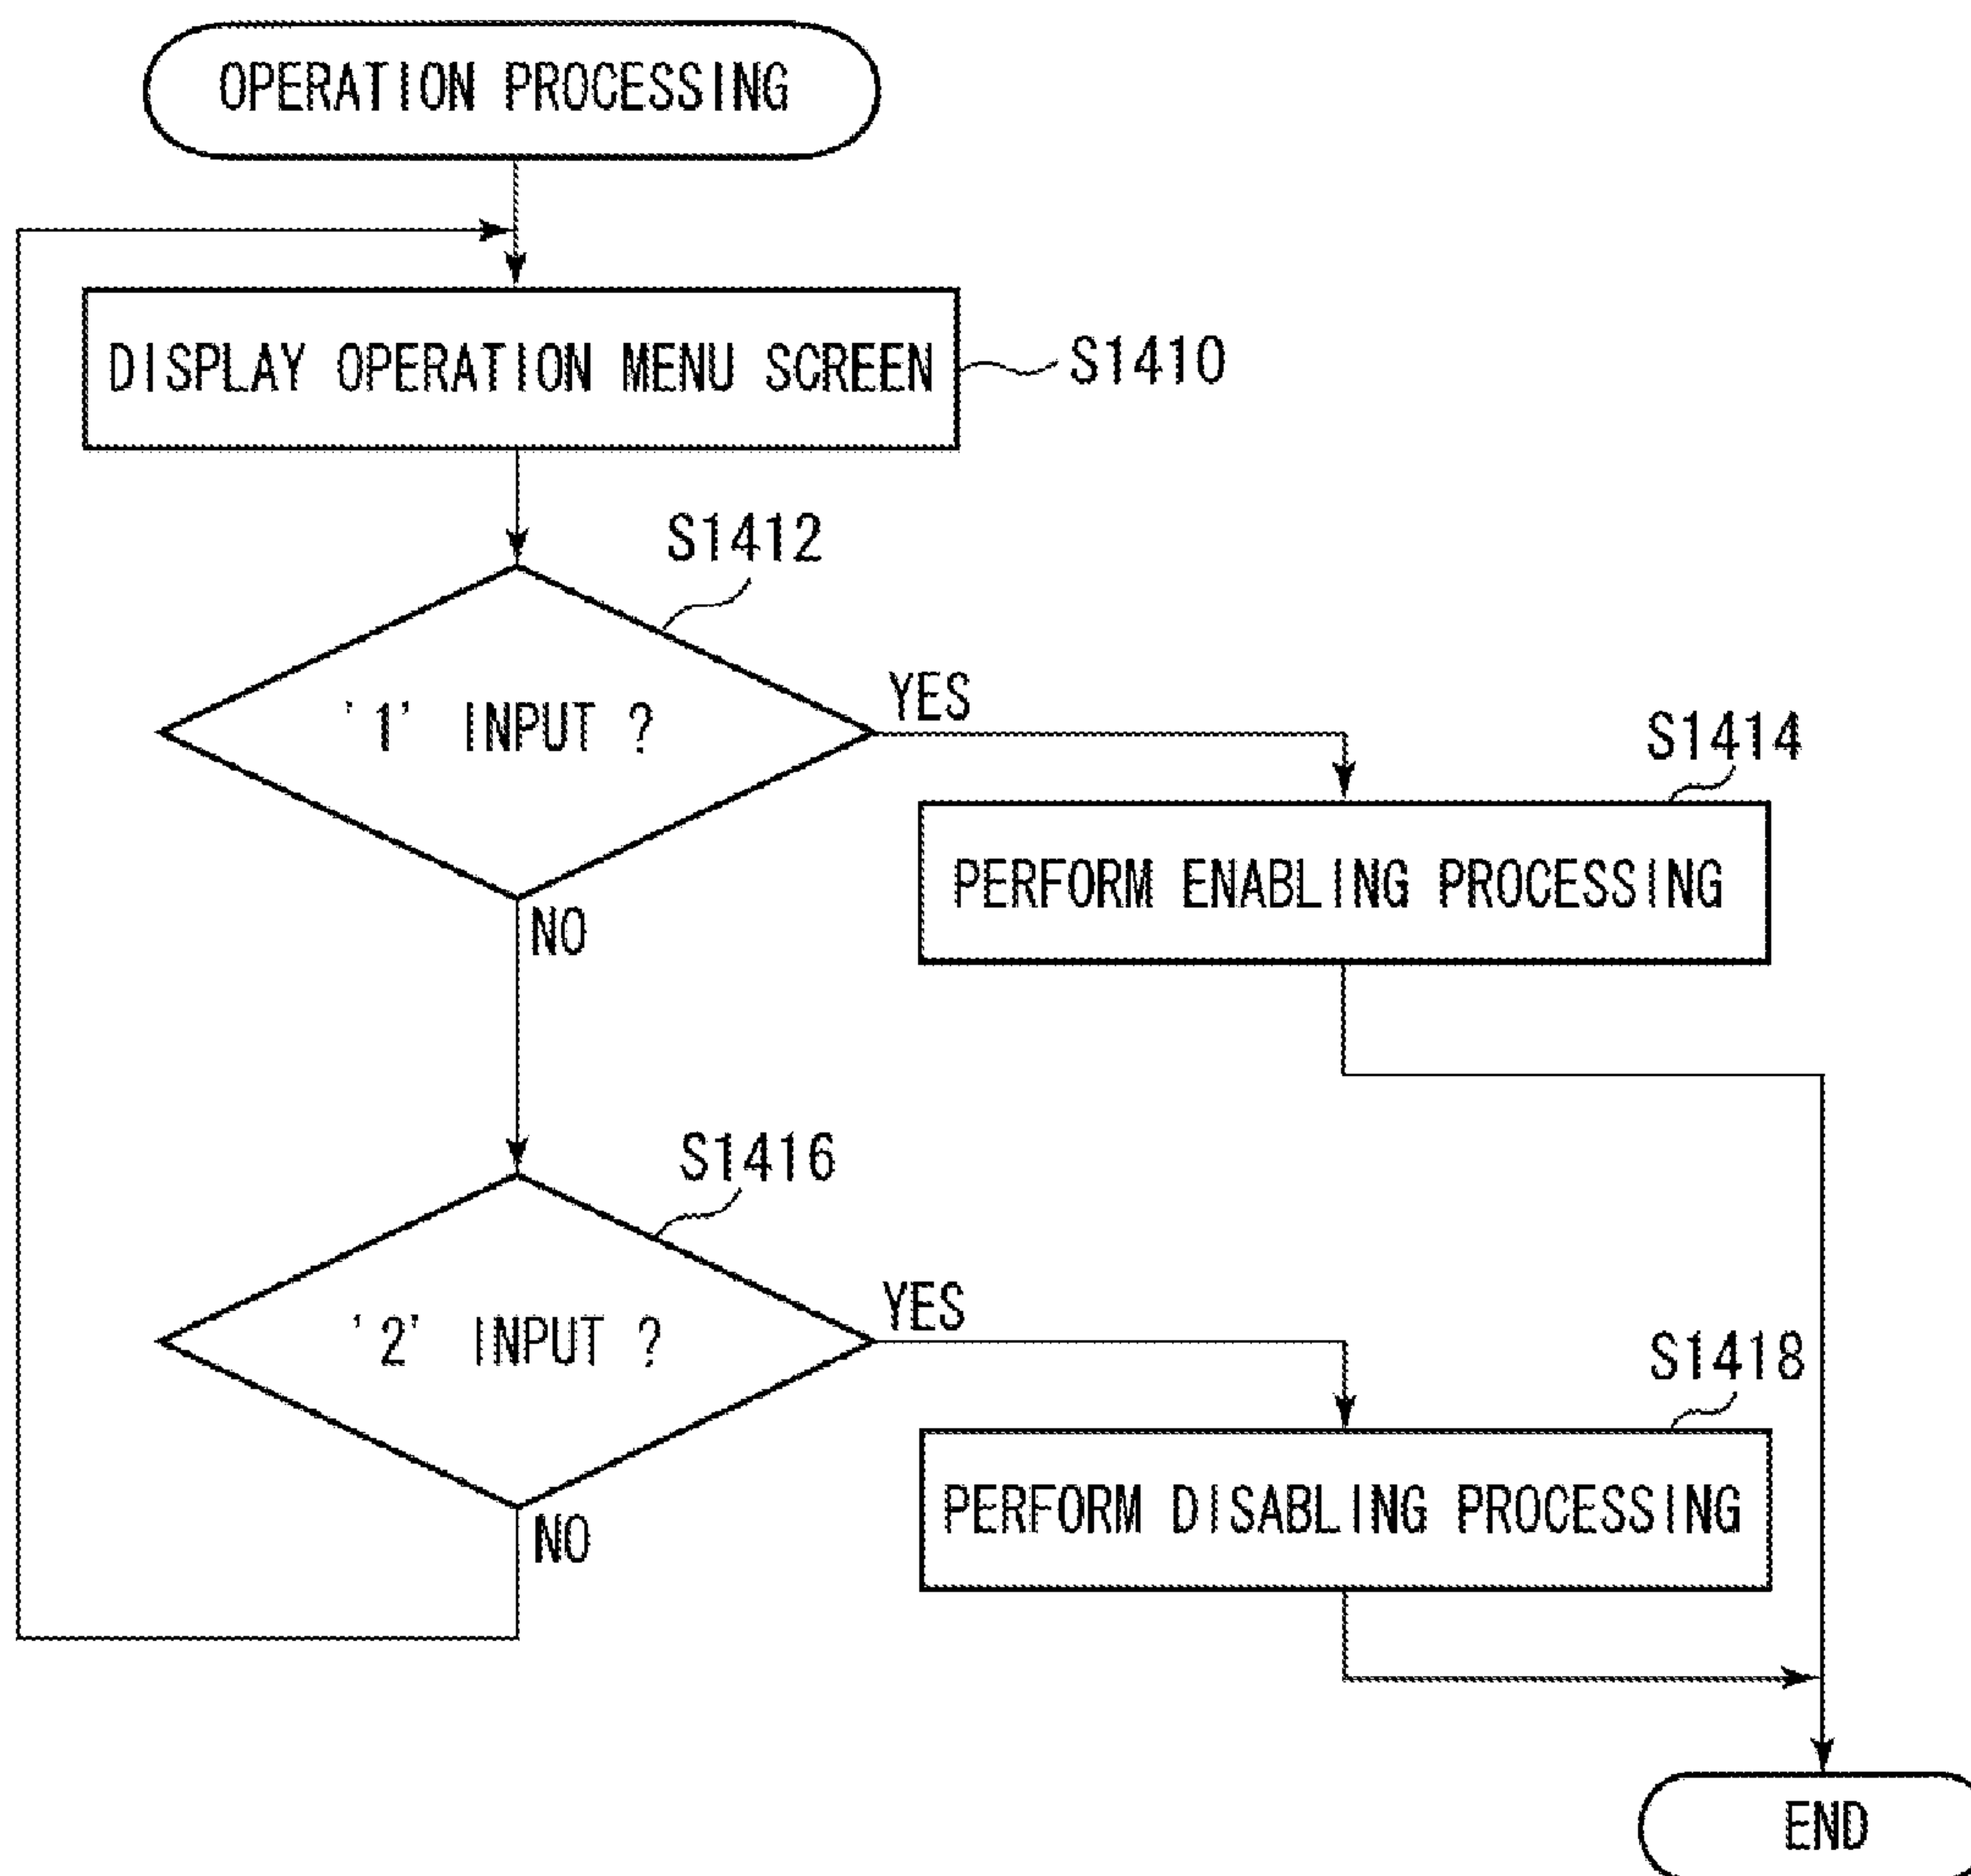 OPERATION PROCESSING
DISPLAY OPERATION MENU SCREEN
S1410
S1412
'1' INPUT ?
YES
S1414
PERFORM ENABLING PROCESSING
NO
S1416
'2' INPUT ?
YES
S1418
PERFORM DISABLING PROCESSING
NO
END